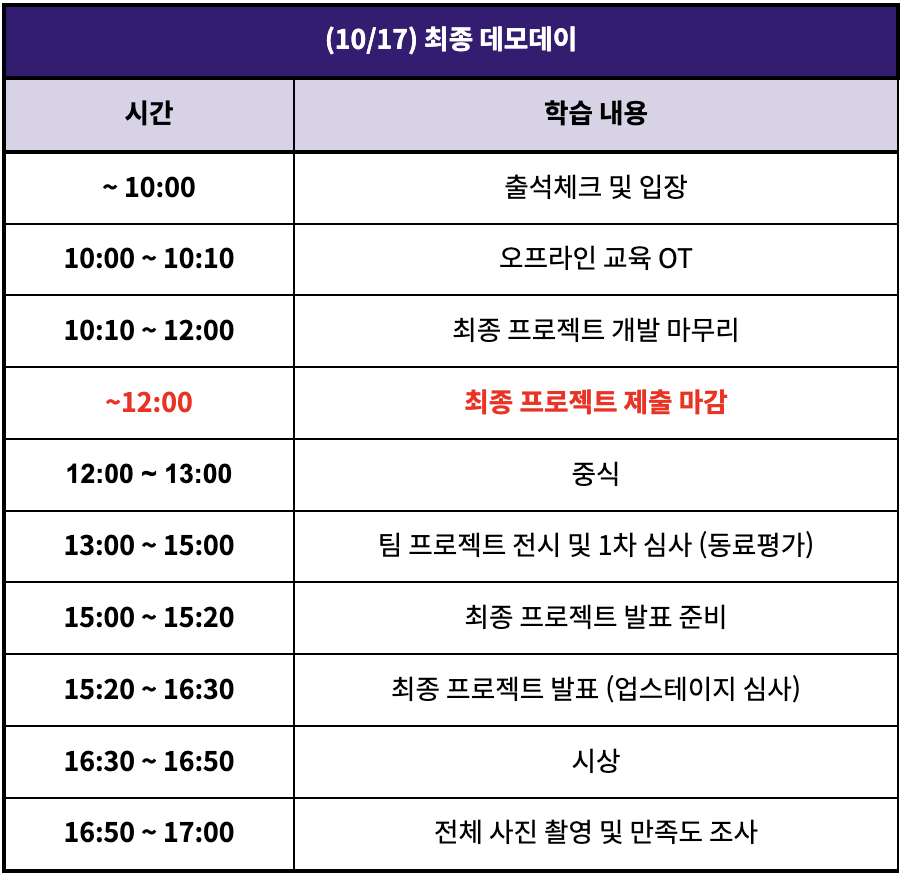 (10/17) 최종 데모데이
시간 학습 내용
~ 10:00 출석체크 및 입장
10:00 ~ 10:10 오프라인 교육 OT
10:10 ~ 12:00 최종 프로젝트 개발 마무리
~12:00 최종 프로젝트 제출 마감
12:00 ~ 13:00 중식
13:00 ~ 15:00 팀 프로젝트 전시 및 1차 심사 (동료평가)
15:00 ~ 15:20 최종 프로젝트 발표 준비
15:20 ~ 16:30 최종 프로젝트 발표 (업스테이지 심사)
16:30 ~ 16:50 시상
16:50 ~ 17:00 전체 사진 촬영 및 만족도 조사